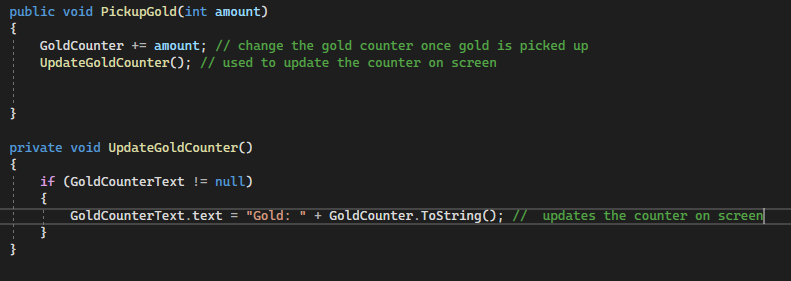 public void PickupGold(int amount)
{
GoldCounter += amount; // change the gold counter once gold is picked up
UpdateGoldCounter(); // used to update the counter on screen
}
private void UpdateGoldCounter()
{
if (GoldCounterText != null)
{
GoldCounterText.text = "Gold: " + GoldCounter.ToString(); //  updates the counter on screen
}
}